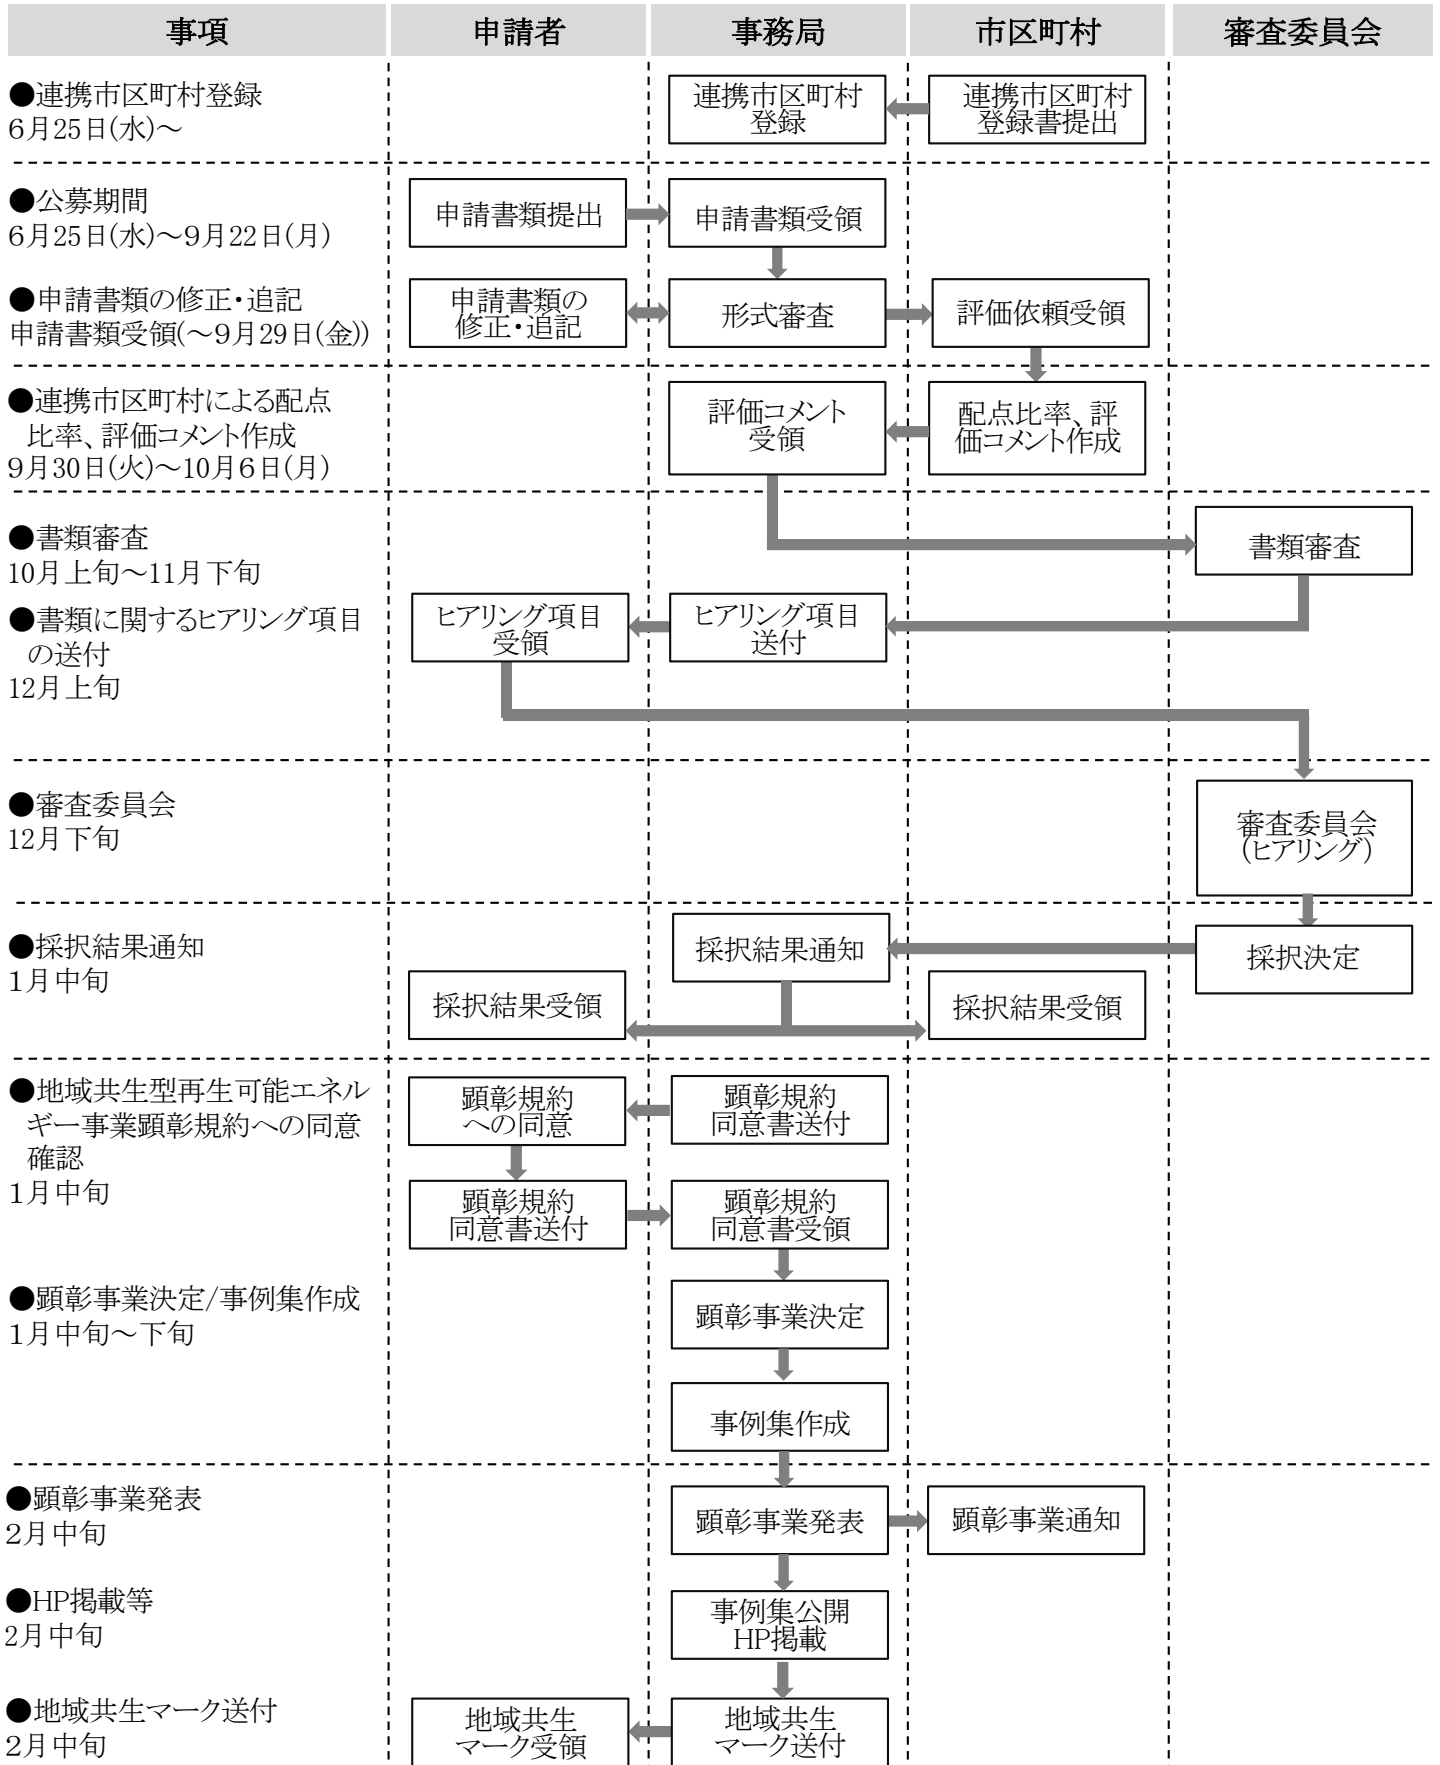 事項
申請者
事務局
市区町村
審査委員会
●連携市区町村登録
6月25日(水)～
連携市区町村
登録
連携市区町村
登録書提出
●公募期間
6月25日(水)～9月22日(月)
申請書類提出
申請書類受領
●申請書類の修正・追記
申請書類受領(～9月29日(金))
申請書類の
修正・追記
形式審査
評価依頼受領
●連携市区町村による配点
比率、評価コメント作成
9月30日(火)～10月6日(月)
評価コメント
受領
配点比率、評
価コメント作成
●書類審査
10月上旬～11月下旬
書類審査
●書類に関するヒアリング項目
の送付
12月上旬
ヒアリング項目
受領
ヒアリング項目
送付
●審査委員会
12月下旬
審査委員会
(ヒアリング)
●採択結果通知
1月中旬
採択結果通知
採択決定
採択結果受領
採択結果受領
●地域共生型再生可能エネル
ギー事業顕彰規約への同意
確認
1月中旬
顕彰規約
への同意
顕彰規約
同意書送付
顕彰規約
同意書送付
顕彰規約
同意書受領
●顕彰事業決定/事例集作成
1月中旬～下旬
顕彰事業決定
事例集作成
●顕彰事業発表
2月中旬
顕彰事業発表
顕彰事業通知
●HP掲載等
2月中旬
事例集公開
HP掲載
●地域共生マーク送付
2月中旬
地域共生
マーク受領
地域共生
マーク送付